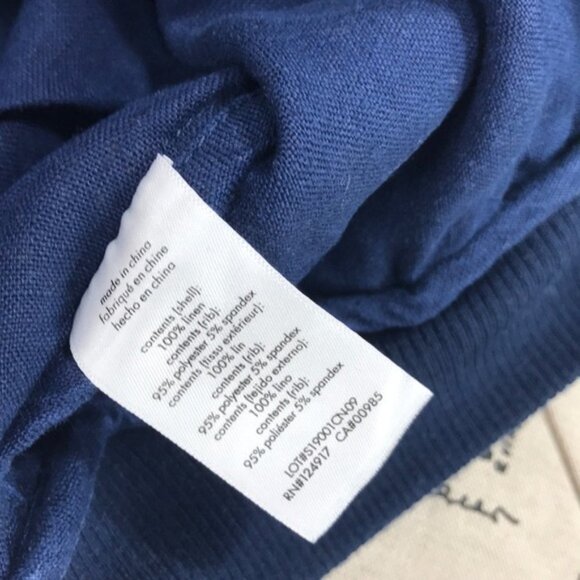 made in china
fabriqué en chine
hecho en china
contents (shell):
100% linen
contents (rib):
95% polyester 5% spandex
contents (tissu extérieur):
100% lin
contents (rib):
95% polyester 5% spandex
contents (tejido externo):
100% lino
contents (rib):
95% poliéster 5% spandex
LOT#S19001CN09
RN#124917 CA#00985